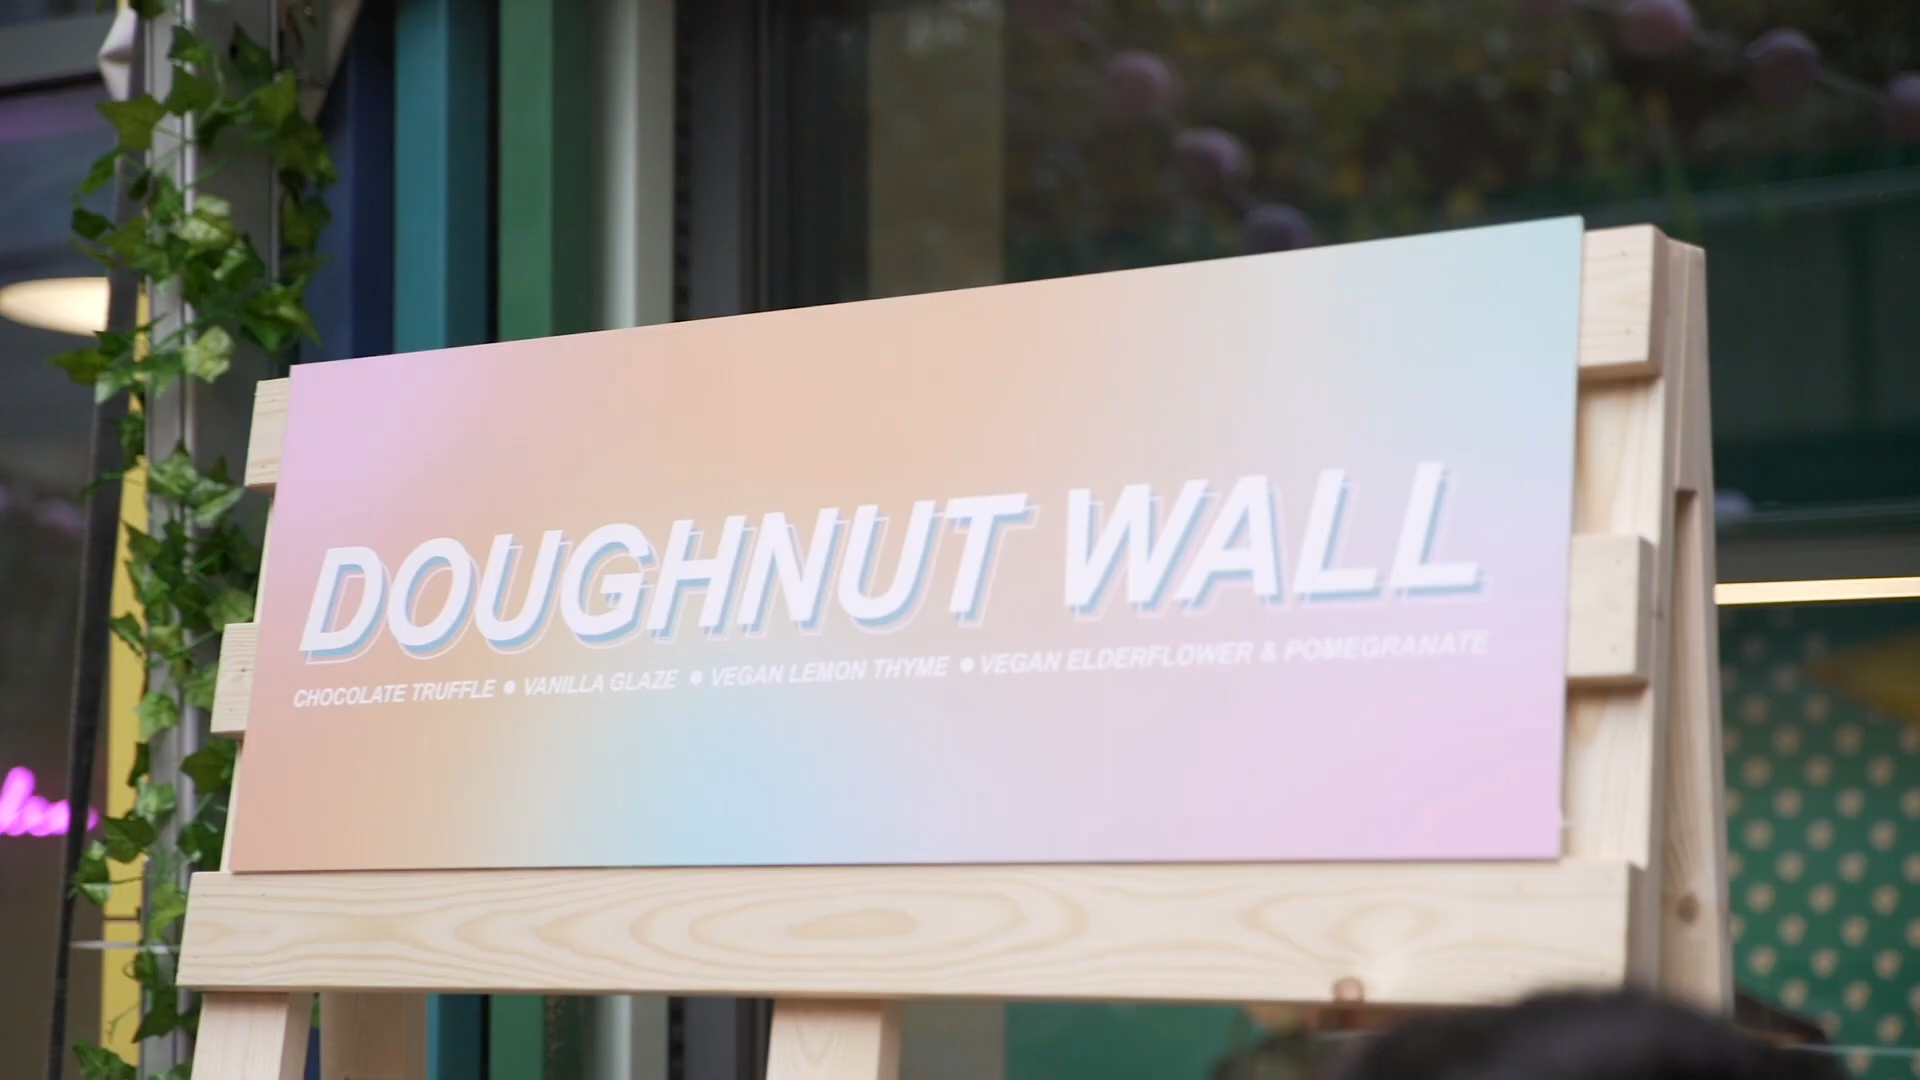 DOUGHNUT WALL
CHOCOLATE TRUFFLE • VANILLA GLAZE • VEGAN LEMON THYME • VEGAN ELDERFLOWER & POMEGRANATE